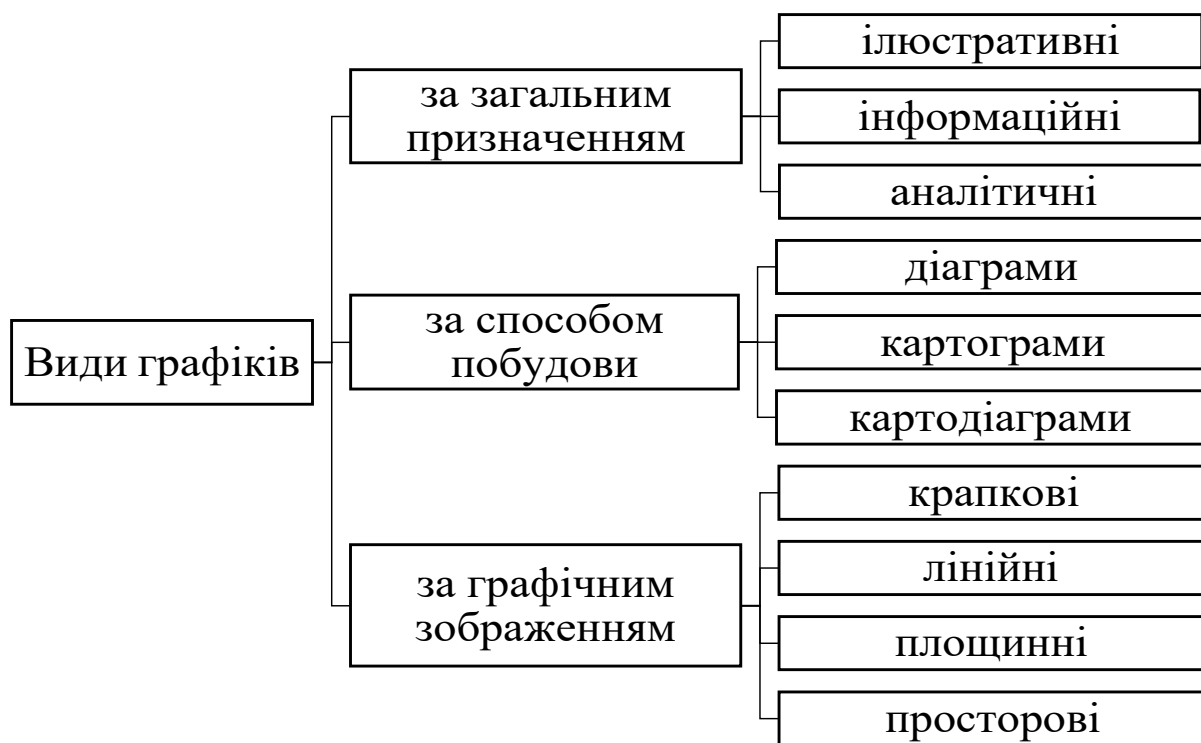 Види графіків
за загальним
призначенням
ілюстративні
інформаційні
аналітичні
за способом
побудови
діаграми
картограми
картодіаграми
за графічним
зображенням
крапкові
лінійні
площинні
просторові